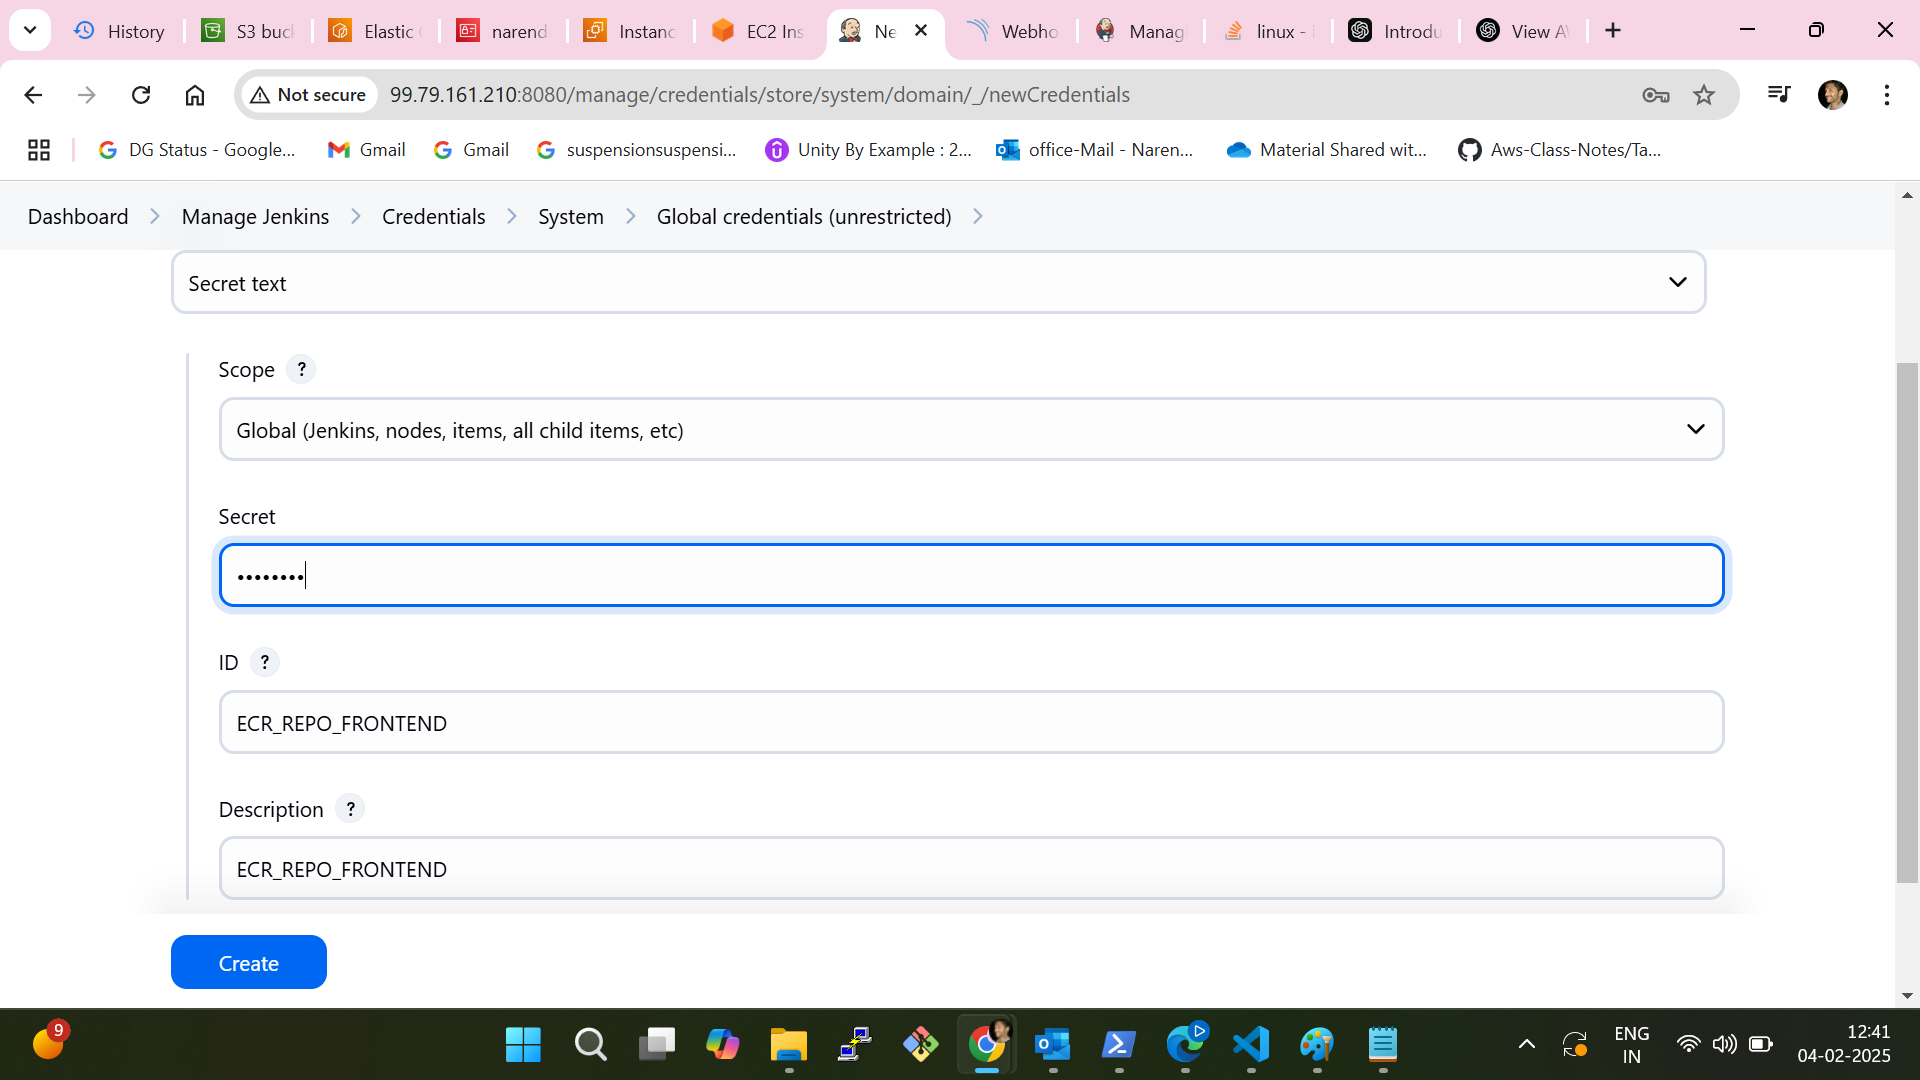 History
S3 buc
Elastic
narend
Instanc
EC2 Ins
Ne
Webho
Manag
linux - i
Introdu
View A
Not secure
99.79.161.210:8080/manage/credentials/store/system/domain/_/newCredentials
DG Status - Google...
Gmail
Gmail
suspensionsuspensi...
Unity By Example : 2...
office-Mail - Naren...
Material Shared wit...
Aws-Class-Notes/Ta...
Dashboard > Manage Jenkins > Credentials > System > Global credentials (unrestricted) >
Secret text
Scope ?
Global (Jenkins, nodes, items, all child items, etc)
Secret
••••••••
ID ?
ECR_REPO_FRONTEND
Description ?
ECR_REPO_FRONTEND
Create
9
ENG
IN
12:41
04-02-2025